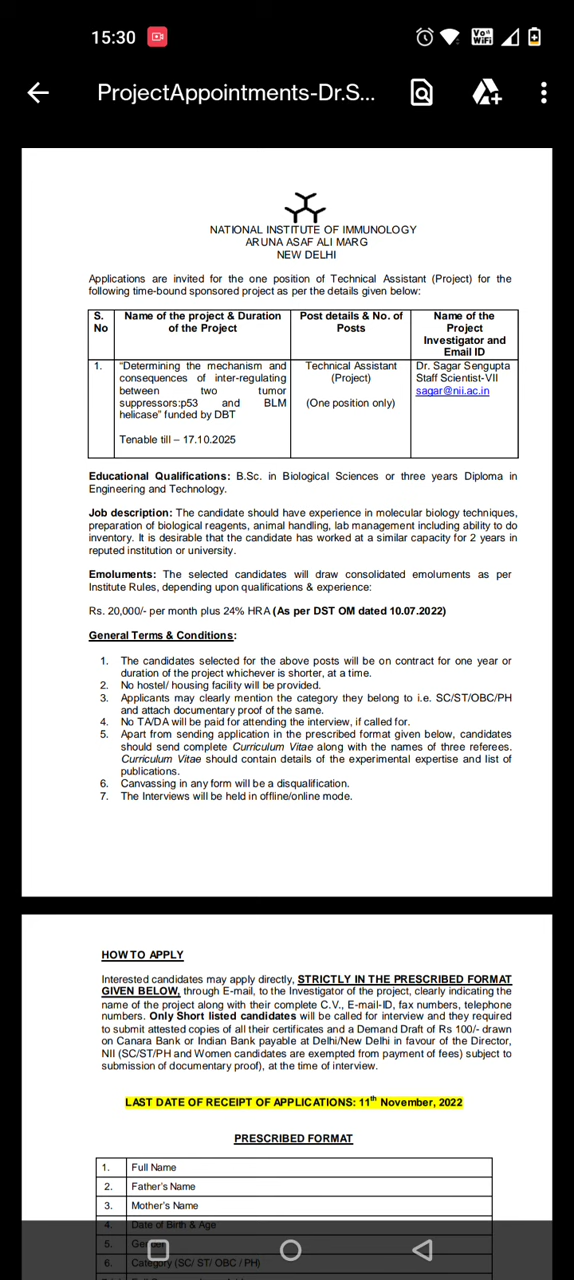 15:30
Vo WiFi
ProjectAppointments-Dr.S...
NATIONAL INSTITUTE OF IMMUNOLOGY
ARUNA ASAF ALI MARG
NEW DELHI
Applications are invited for the one position of Technical Assistant (Project) for the
following time-bound sponsored project as per the details given below:
S. No
Name of the project & Duration of the Project
Post details & No. of Posts
Name of the Project Investigator and Email ID
1.
“Determining the mechanism and
consequences of inter-regulating
between two tumor
suppressors:p53 and BLM
helicase” funded by DBT
Tenable till – 17.10.2025
Technical Assistant
(Project)
(One position only)
Dr. Sagar Sengupta
Staff Scientist-VII
sagar@nii.ac.in
Educational Qualifications: B.Sc. in Biological Sciences or three years Diploma in
Engineering and Technology.
Job description: The candidate should have experience in molecular biology techniques,
preparation of biological reagents, animal handling, lab management including ability to do
inventory. It is desirable that the candidate has worked at a similar capacity for 2 years in
reputed institution or university.
Emoluments: The selected candidates will draw consolidated emoluments as per
Institute Rules, depending upon qualifications & experience:
Rs. 20,000/- per month plus 24% HRA (As per DST OM dated 10.07.2022)
General Terms & Conditions:
1. The candidates selected for the above posts will be on contract for one year or
duration of the project whichever is shorter, at a time.
2. No hostel/ housing facility will be provided.
3. Applicants may clearly mention the category they belong to i.e. SC/ST/OBC/PH
and attach documentary proof of the same.
4. No TA/DA will be paid for attending the interview, if called for.
5. Apart from sending application in the prescribed format given below, candidates
should send complete Curriculum Vitae along with the names of three referees.
Curriculum Vitae should contain details of the experimental expertise and list of
publications.
6. Canvassing in any form will be a disqualification.
7. The Interviews will be held in offline/online mode.
HOW TO APPLY
Interested candidates may apply directly, STRICTLY IN THE PRESCRIBED FORMAT
GIVEN BELOW, through E-mail, to the Investigator of the project, clearly indicating the
name of the project along with their complete C.V., E-mail-ID, fax numbers, telephone
numbers. Only Short listed candidates will be called for interview and they required
to submit attested copies of all their certificates and a Demand Draft of Rs 100/- drawn
on Canara Bank or Indian Bank payable at Delhi/New Delhi in favour of the Director,
NII (SC/ST/PH and Women candidates are exempted from payment of fees) subject to
submission of documentary proof), at the time of interview.
LAST DATE OF RECEIPT OF APPLICATIONS: 11th November, 2022
PRESCRIBED FORMAT
1. Full Name
2. Father's Name
3. Mother's Name
4. Date of Birth & Age
5. Gender
6. Category (SC/ ST/ OBC / PH)